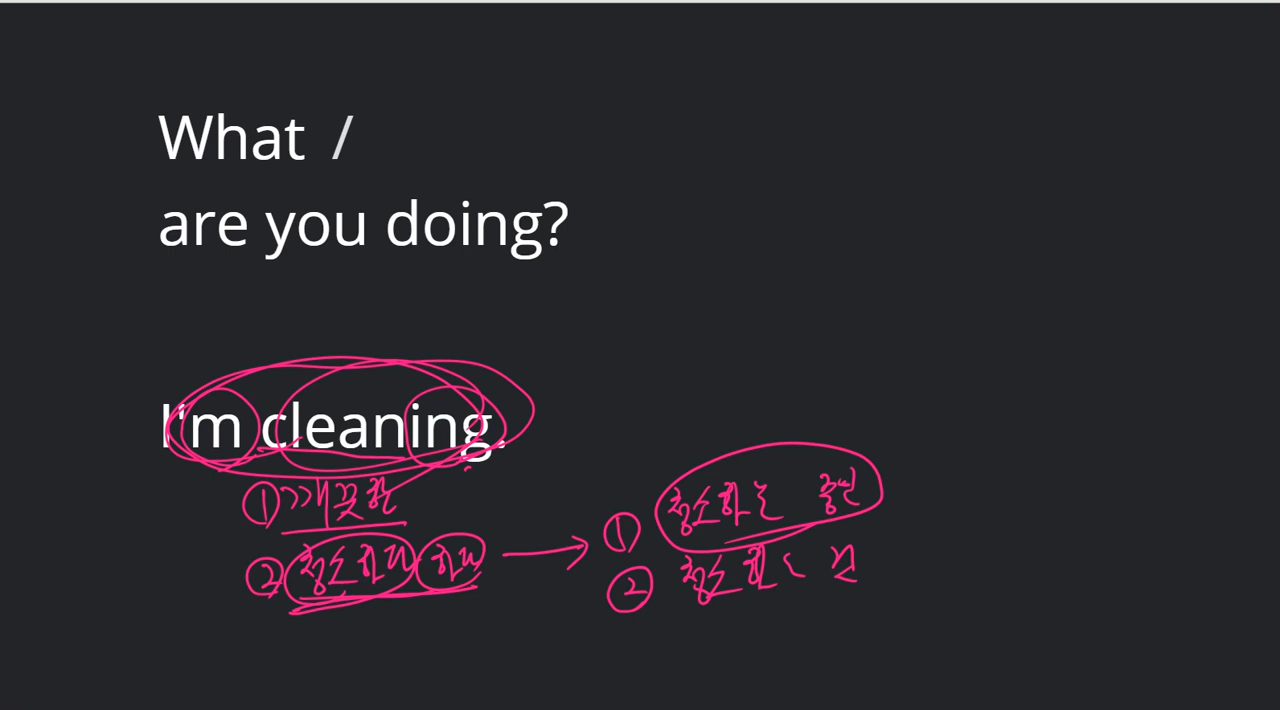 What /
are you doing?
I'm cleaning.
① 깨끗한
② 청소하다 하다
① 청소하는 중인
② 청소하는 것